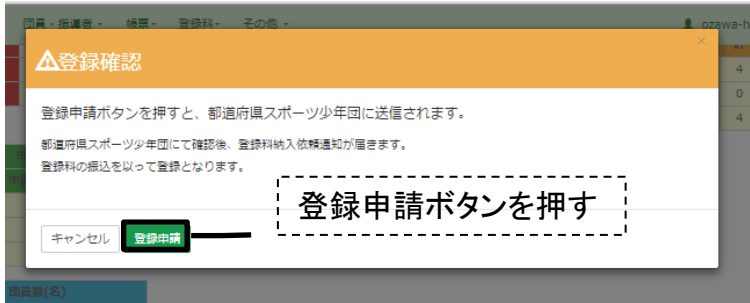 団員・指導者 帳票 登録料 その他
ozawa-h
×
登録確認
4
0
4
登録申請ボタンを押すと、都道府県スポーツ少年団に送信されます。
都道府県スポーツ少年団にて確認後、登録料納入依頼通知が届きます。
登録料の振込を以って登録となります。
登録申請ボタンを押す
キャンセル 登録申請
団員数(名)